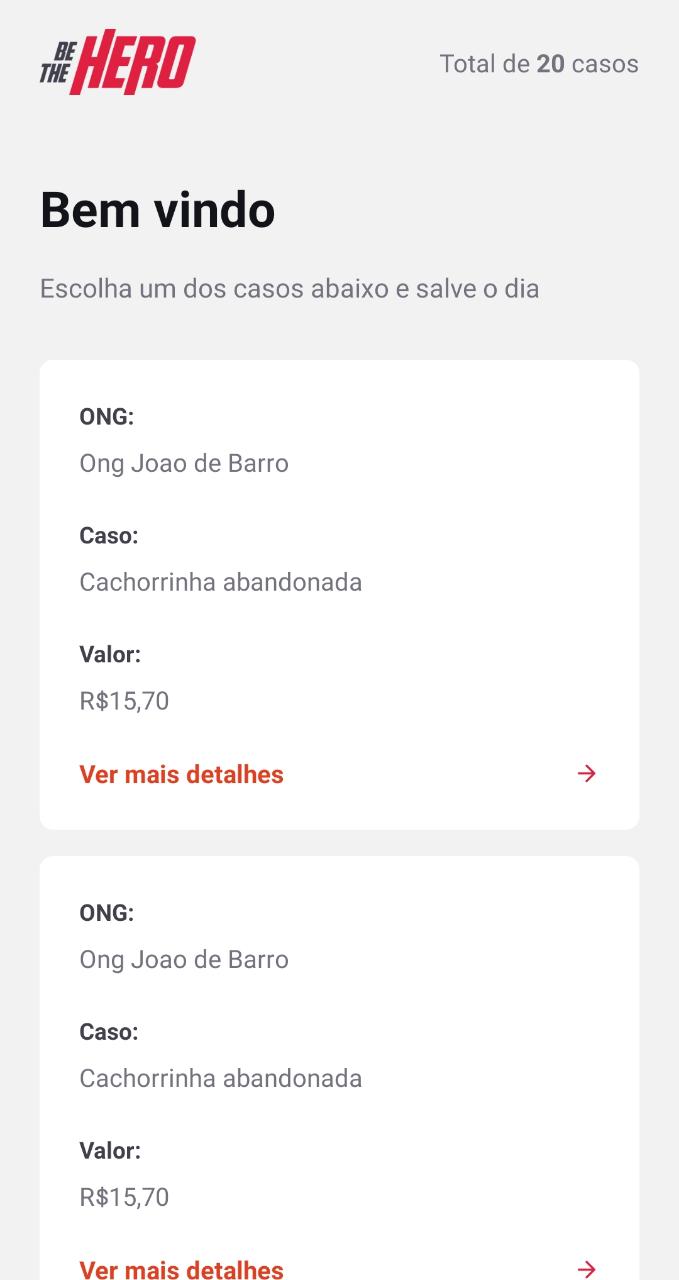 BE
THE HERO
Total de 20 casos
Bem vindo
Escolha um dos casos abaixo e salve o dia
ONG:
Ong Joao de Barro
Caso:
Cachorrinha abandonada
Valor:
R$15,70
Ver mais detalhes
ONG:
Ong Joao de Barro
Caso:
Cachorrinha abandonada
Valor:
R$15,70
Ver mais detalhes